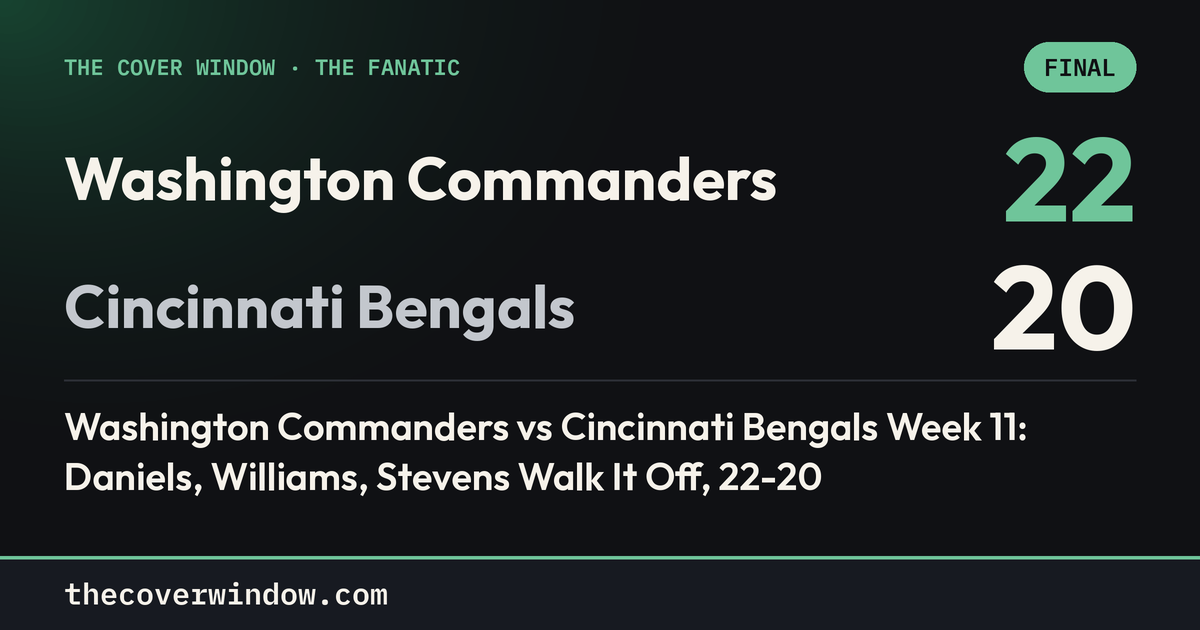 THE COVER WINDOW · THE FANATIC
FINAL
Washington Commanders
22
Cincinnati Bengals
20
Washington Commanders vs Cincinnati Bengals Week 11:
Daniels, Williams, Stevens Walk It Off, 22-20
thecoverwindow.com